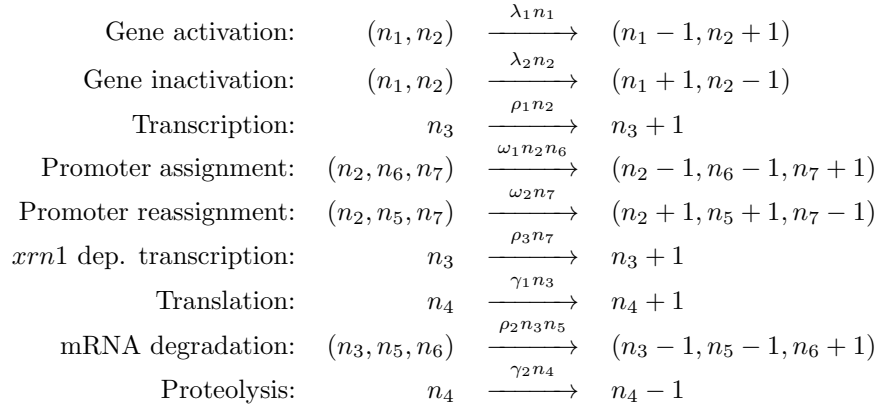 Gene activation: (n₁, n₂) —λ₁n₁→ (n₁ − 1, n₂ + 1)
Gene inactivation: (n₁, n₂) —λ₂n₂→ (n₁ + 1, n₂ − 1)
Transcription: n₃ —ρ₁n₂→ n₃ + 1
Promoter assignment: (n₂, n₆, n₇) —ω₁n₂n₆→ (n₂ − 1, n₆ − 1, n₇ + 1)
Promoter reassignment: (n₂, n₅, n₇) —ω₂n₇→ (n₂ + 1, n₅ + 1, n₇ − 1)
xrn1 dep. transcription: n₃ —ρ₃n₇→ n₃ + 1
Translation: n₄ —γ₁n₃→ n₄ + 1
mRNA degradation: (n₃, n₅, n₆) —ρ₂n₃n₅→ (n₃ − 1, n₅ − 1, n₆ + 1)
Proteolysis: n₄ —γ₂n₄→ n₄ − 1